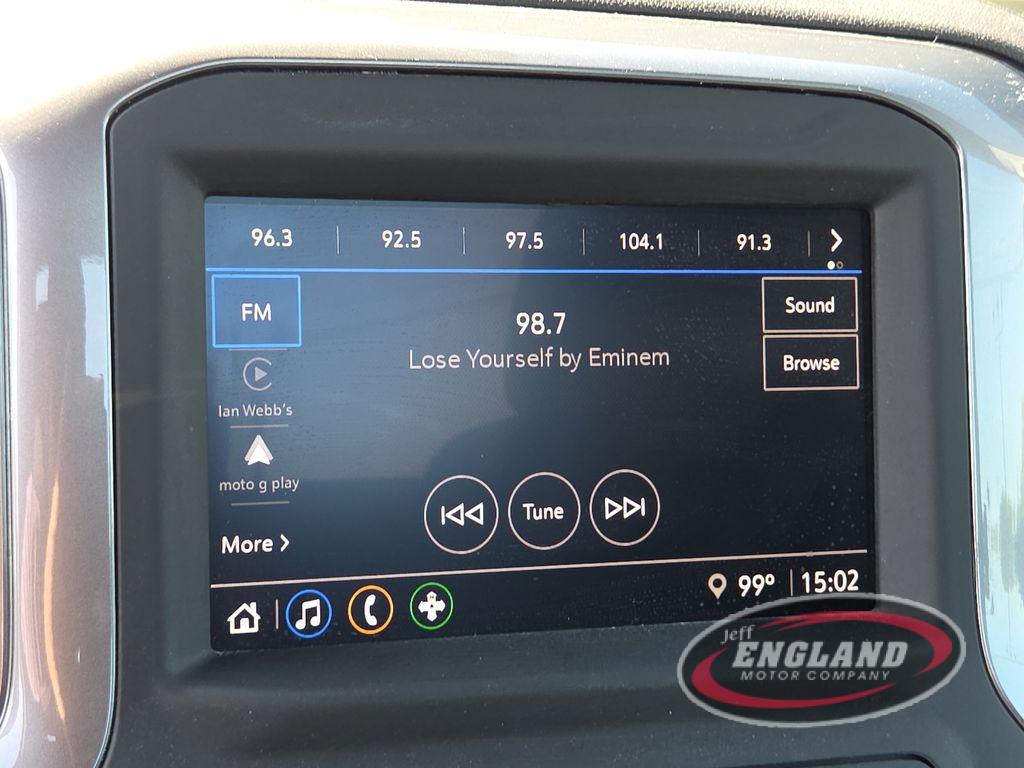 96.3 92.5 97.5 104.1 91.3
FM
98.7
Lose Yourself by Eminem
Sound
Browse
Ian Webb's
moto g play
Tune
More
99° 15:02
Jeff
ENGLAND
MOTOR COMPANY